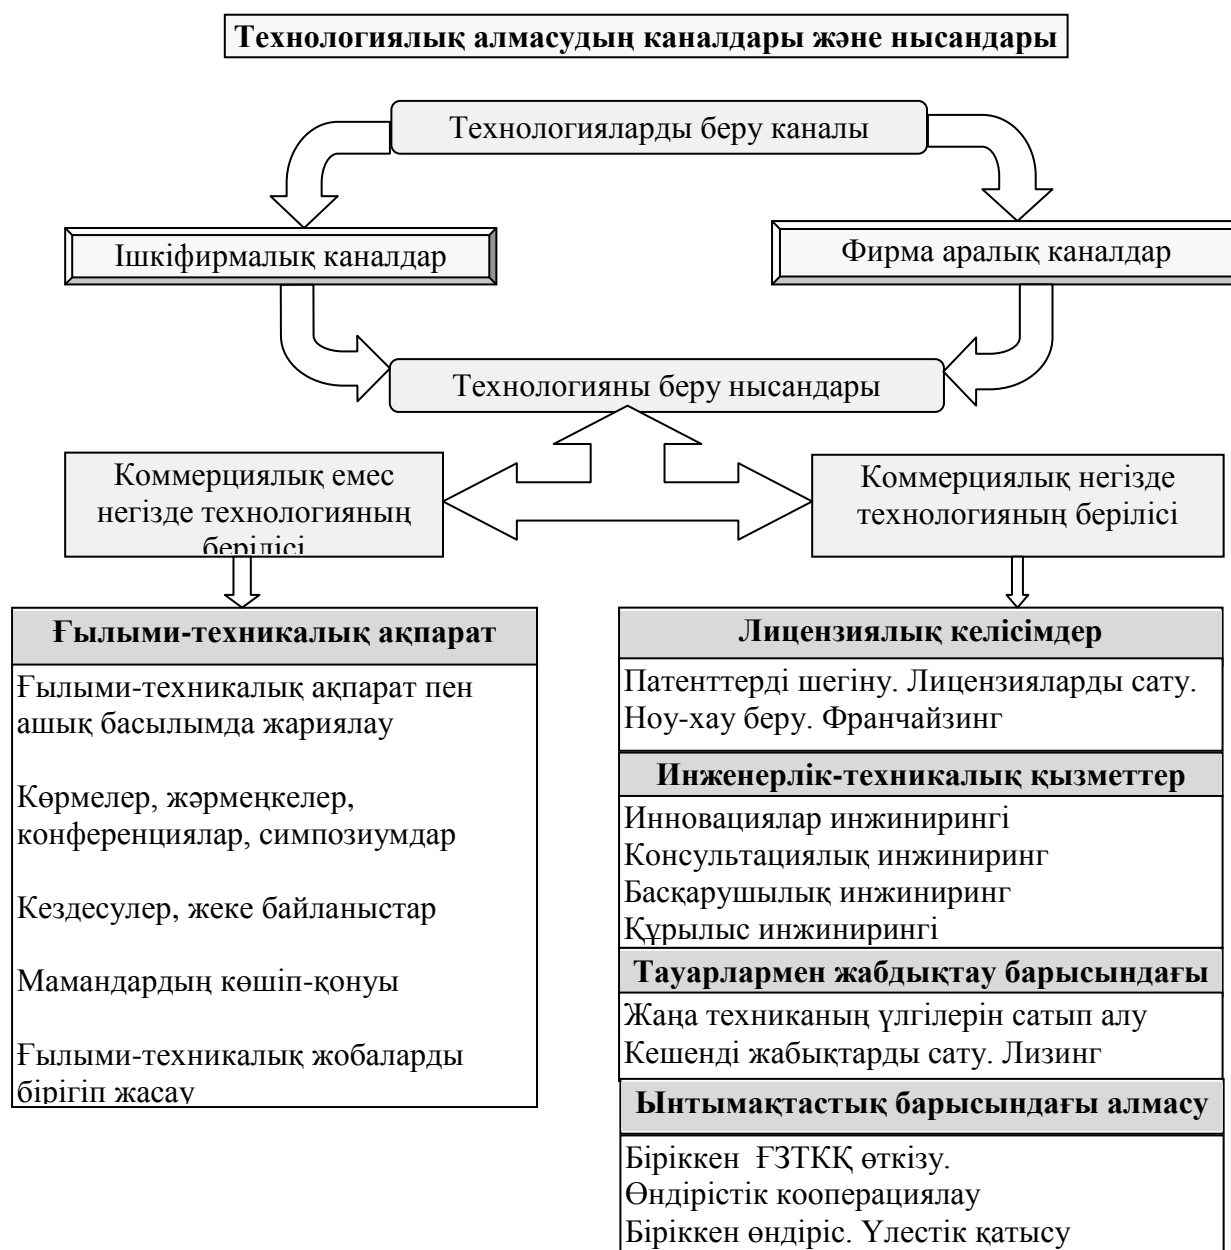 Технологиялық алмасудың каналдары және нысандары
Технологияларды беру каналы
Ішкіфирмалық каналдар
Фирма аралық каналдар
Технологияны беру нысандары
Коммерциялық емес
негізде технологияның
берілісі
Коммерциялық негізде
технологияның берілісі
Ғылыми-техникалық ақпарат
Ғылыми-техникалық ақпарат пен
ашық басылымда жариялау
Көрмелер, жәрмеңкелер,
конференциялар, симпозиумдар
Кездесулер, жеке байланыстар
Мамандардың көшіп-қонуы
Ғылыми-техникалық жобаларды
бірігіп жасау
Лицензиялық келісімдер
Патенттерді шегіну. Лицензияларды сату.
Ноу-хау беру. Франчайзинг
Инженерлік-техникалық қызметтер
Инновациялар инжинирингі
Консультациялық инжиниринг
Басқарушылық инжиниринг
Құрылыс инжинирингі
Тауарлармен жабдықтау барысындағы
Жаңа техниканың үлгілерін сатып алу
Кешенді жабықтарды сату. Лизинг
Ынтымақтастық барысындағы алмасу
Біріккен ҒЗТКҚ өткізу.
Өндірістік кооперациялау
Біріккен өндіріс. Үлестік қатысу